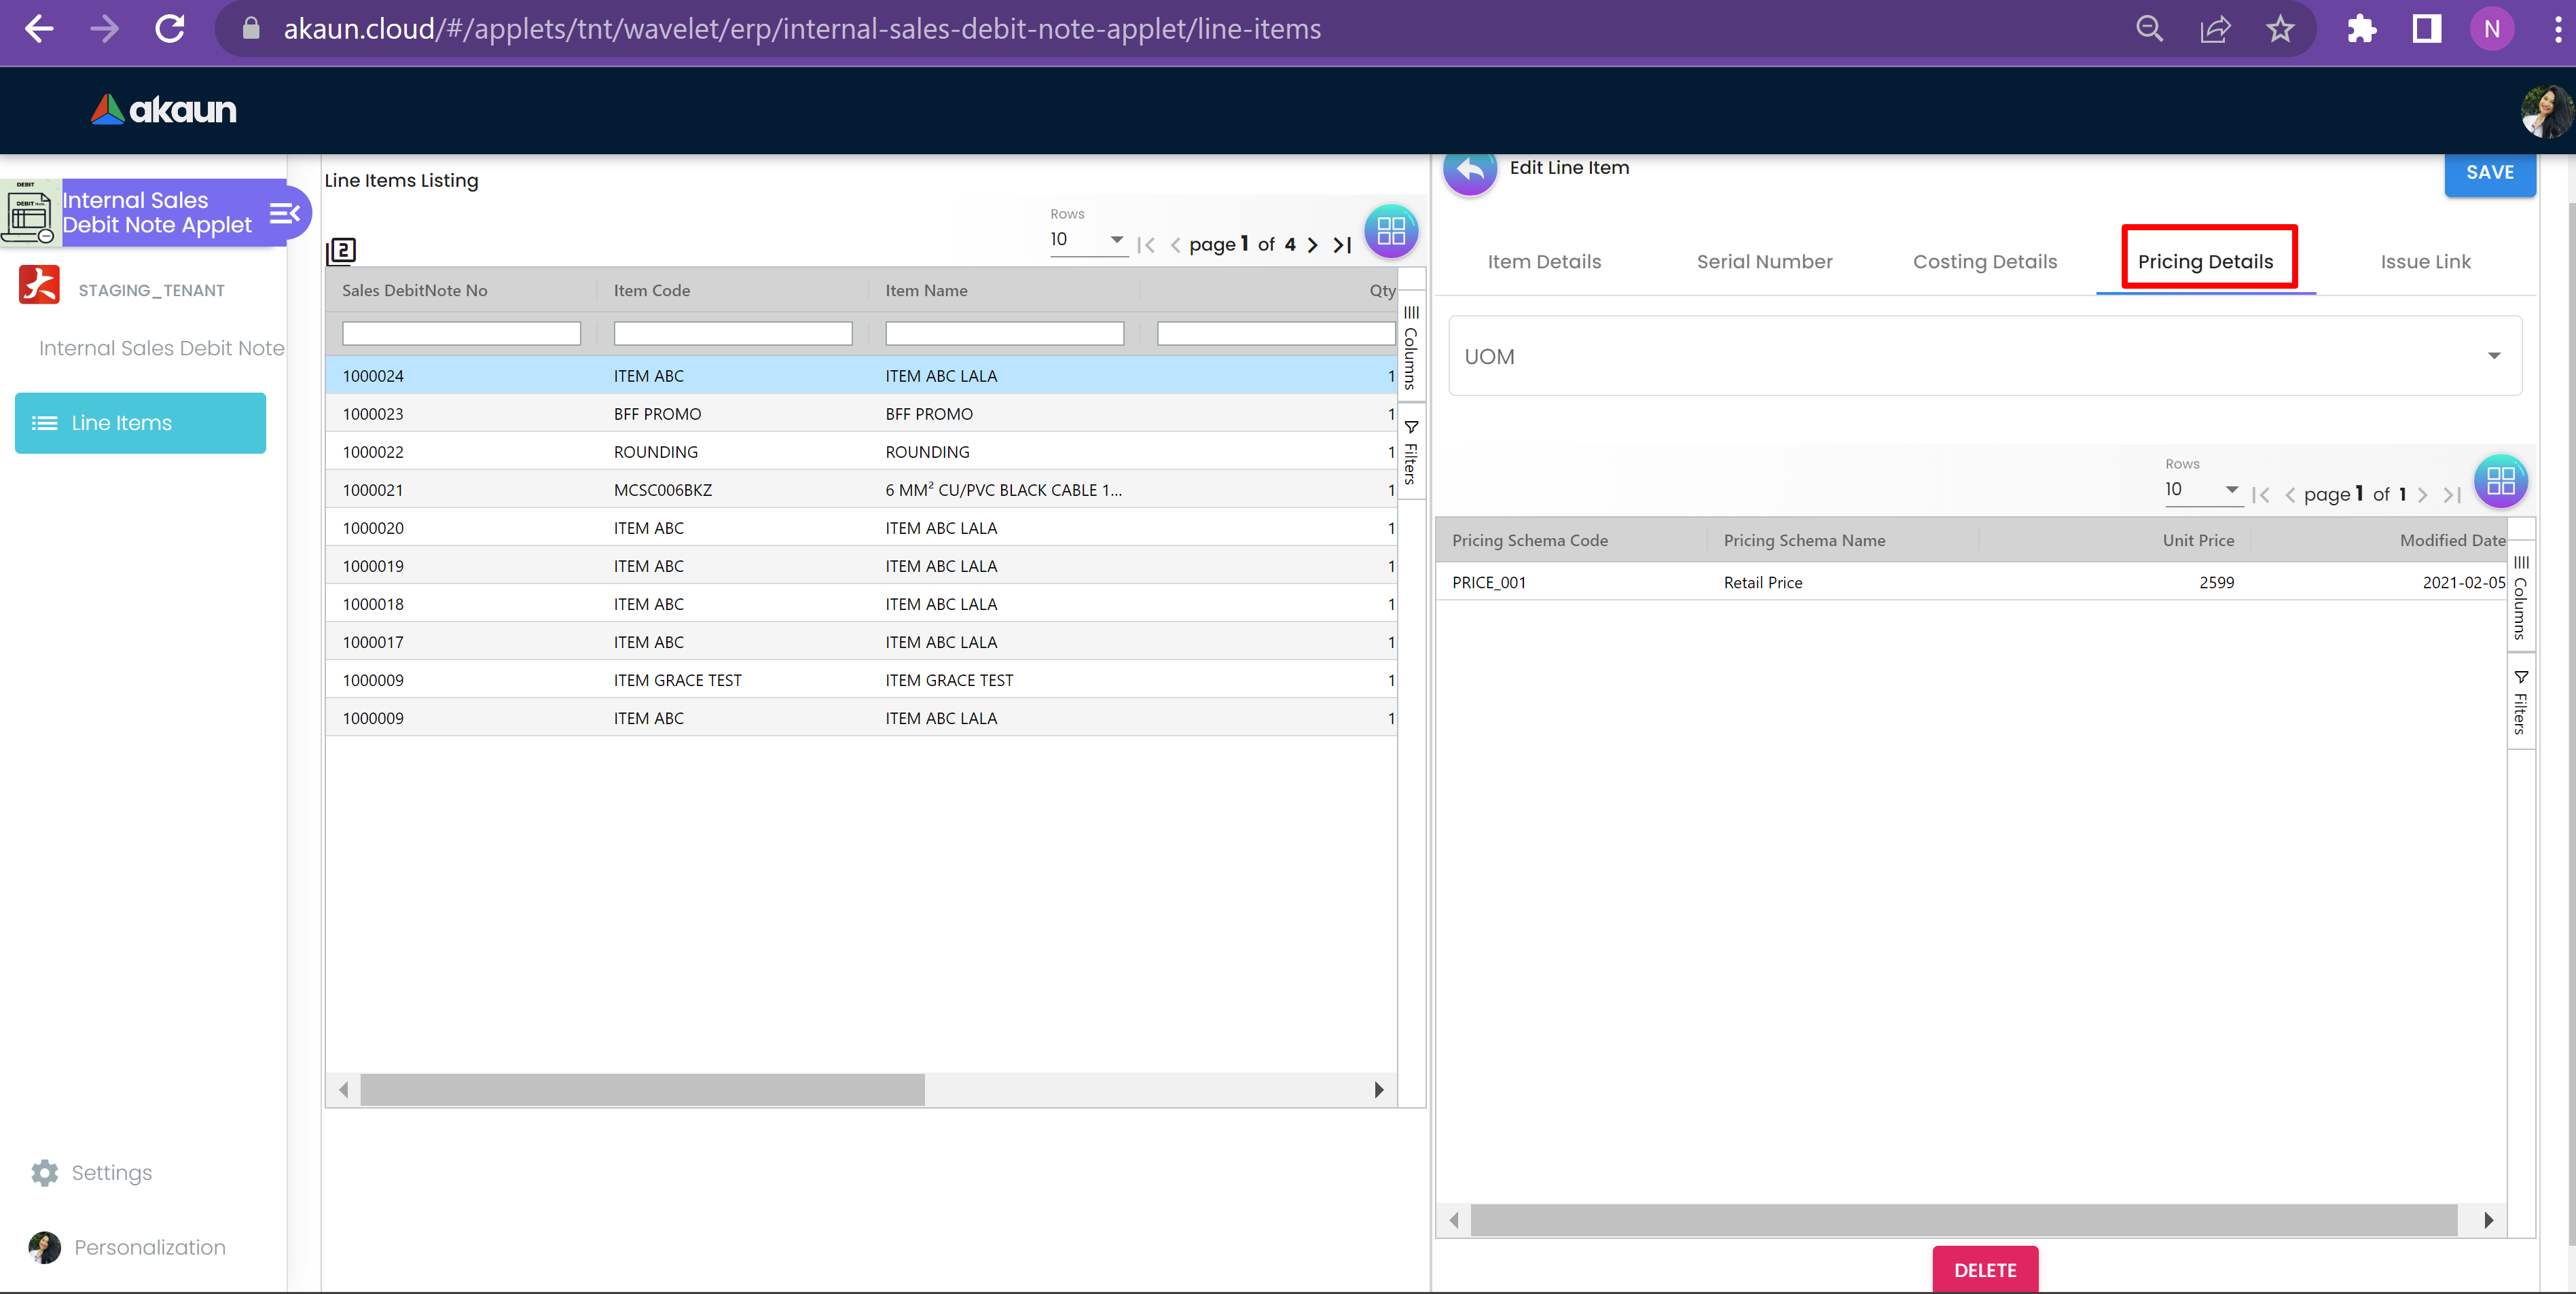 akaun.cloud/#/applets/tnt/wavelet/erp/internal-sales-debit-note-applet/line-items
N
akaun
DEBIT
Internal Sales
Debit Note Applet
STAGING_TENANT
Internal Sales Debit Note
Line Items
Settings
Personalization
Line Items Listing
2
Rows
10
page 1 of 4
Sales DebitNote No Item Code Item Name Qty
1000024 ITEM ABC ITEM ABC LALA 1
1000023 BFF PROMO BFF PROMO 1
1000022 ROUNDING ROUNDING 1
1000021 MCSC006BKZ 6 MM² CU/PVC BLACK CABLE 1... 1
1000020 ITEM ABC ITEM ABC LALA 1
1000019 ITEM ABC ITEM ABC LALA 1
1000018 ITEM ABC ITEM ABC LALA 1
1000017 ITEM ABC ITEM ABC LALA 1
1000009 ITEM GRACE TEST ITEM GRACE TEST 1
1000009 ITEM ABC ITEM ABC LALA 1
Columns
Filters
Edit Line Item
SAVE
Item Details Serial Number Costing Details Pricing Details Issue Link
UOM
Rows
10
page 1 of 1
Pricing Schema Code Pricing Schema Name Unit Price Modified Date
PRICE_001 Retail Price 2599 2021-02-05
Columns
Filters
DELETE